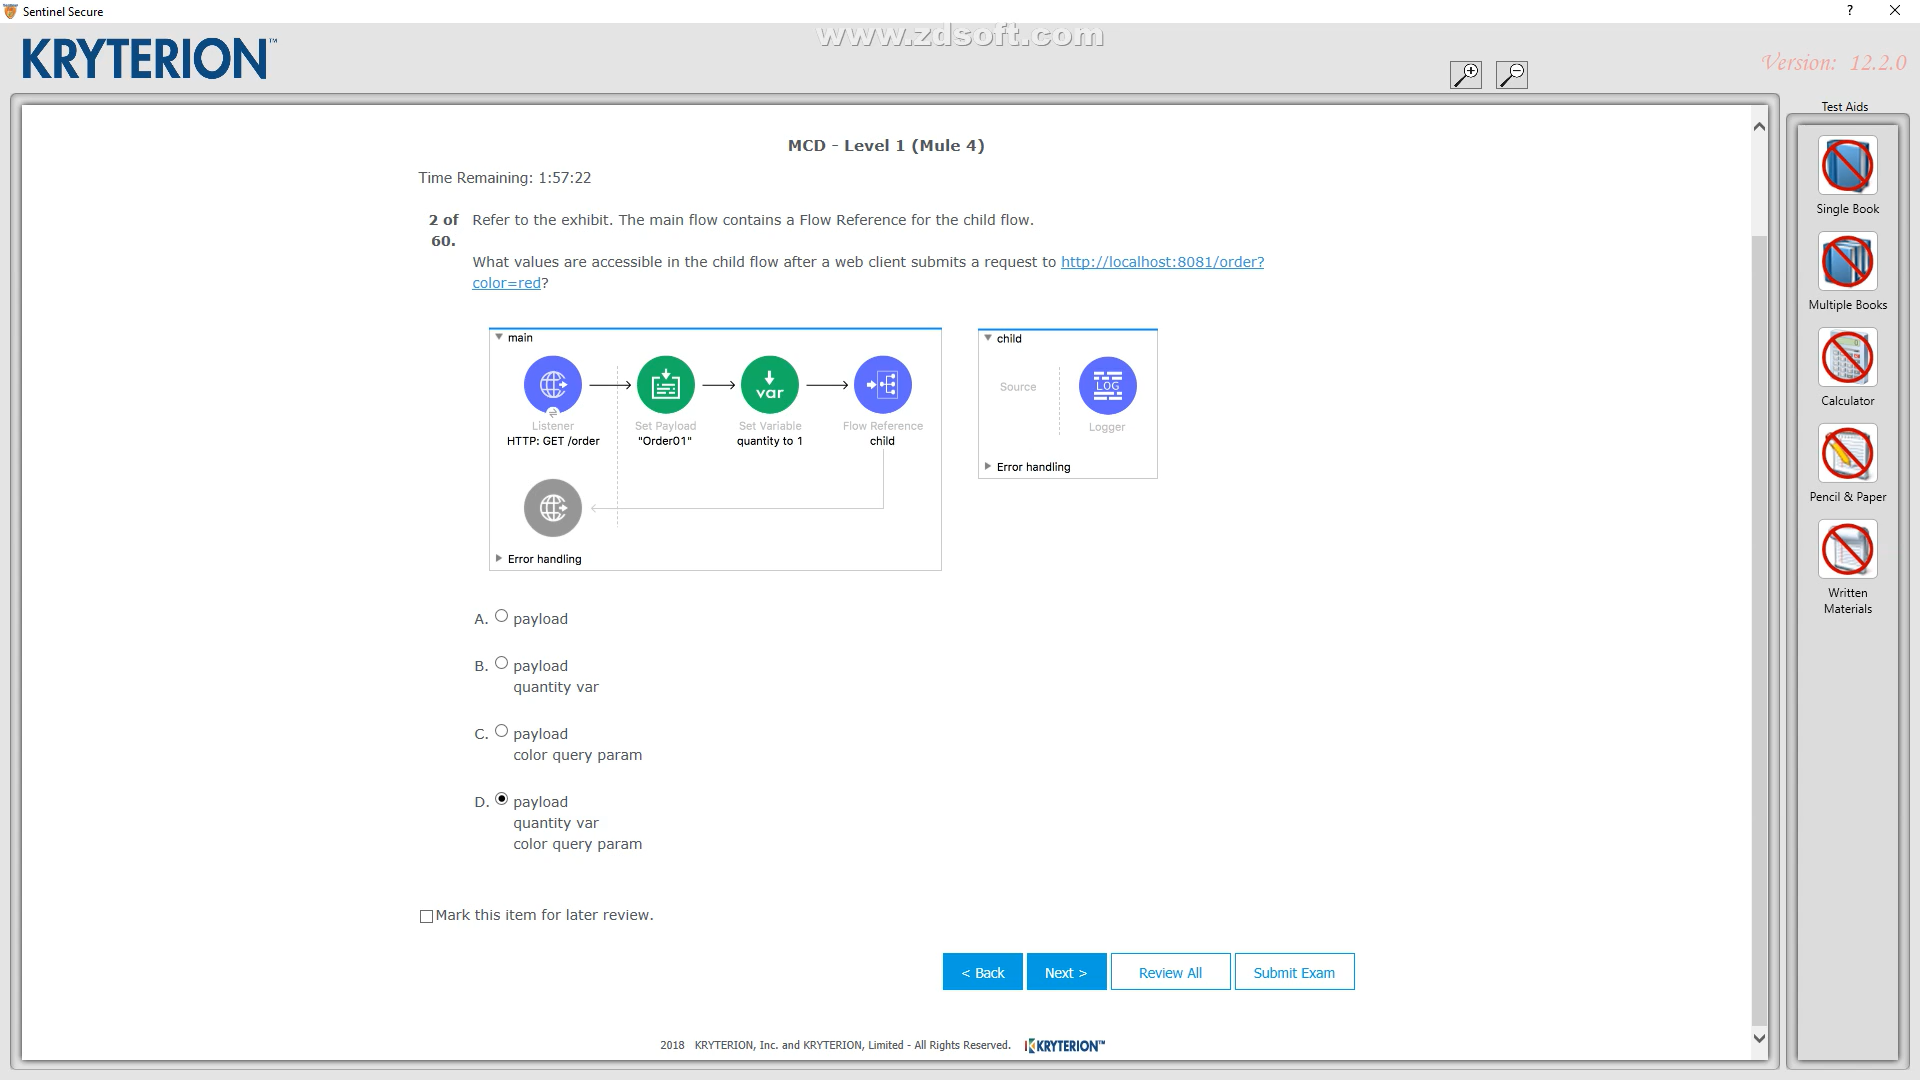 Sentinel Secure
?
KRYTERION™
www.zdsoft.com
Version: 12.2.0
Test Aids
Single Book
Multiple Books
Calculator
Pencil & Paper
Written
Materials
MCD - Level 1 (Mule 4)
Time Remaining: 1:57:22
2 of Refer to the exhibit. The main flow contains a Flow Reference for the child flow.
60.
What values are accessible in the child flow after a web client submits a request to http://localhost:8081/order?
color=red?
main
Listener
HTTP: GET /order
Set Payload
"Order01"
var
Set Variable
quantity to 1
Flow Reference
child
Error handling
child
Source
LOG
Logger
Error handling
A. payload
B. payload
quantity var
C. payload
color query param
D. payload
quantity var
color query param
Mark this item for later review.
< Back
Next >
Review All
Submit Exam
2018 KRYTERION, Inc. and KRYTERION, Limited - All Rights Reserved. KRYTERION™